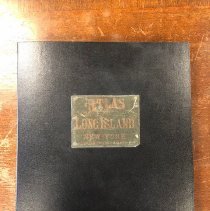 ATLAS
LONG ISLAND
NEW YORK